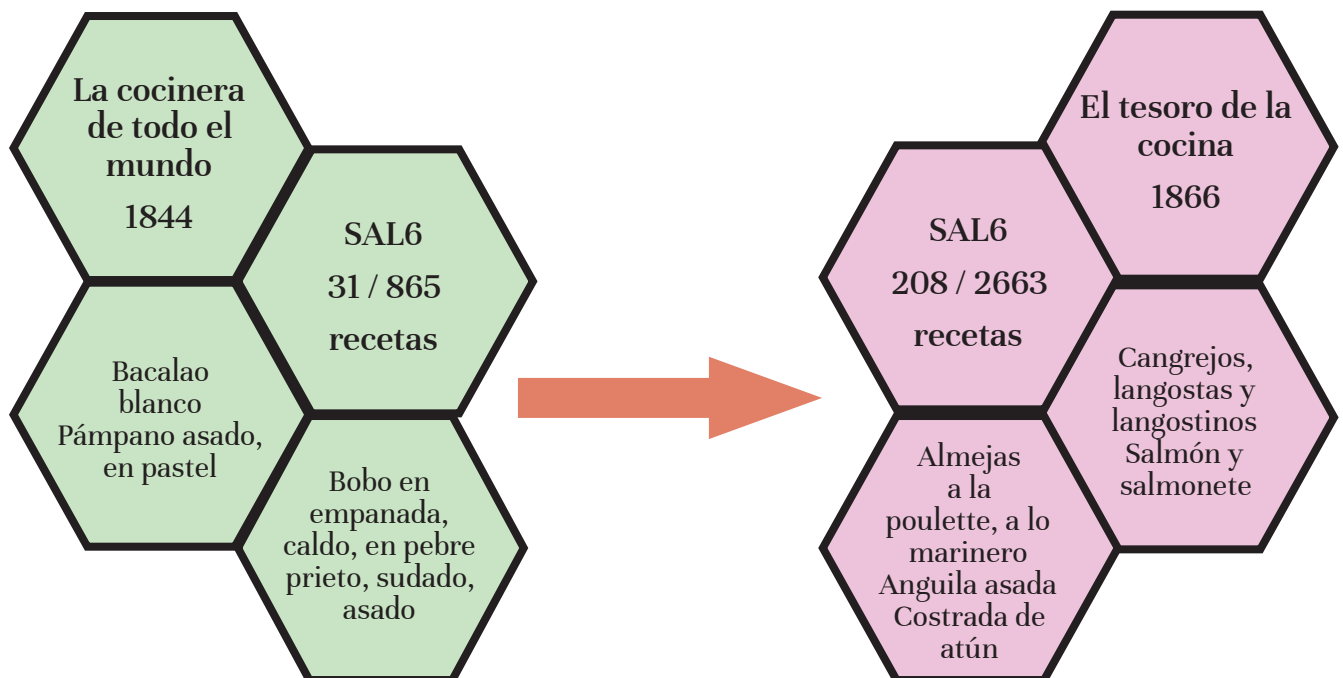 La cocinera
de todo el
mundo
1844
SAL6
31 / 865
recetas
Bacalao
blanco
Pámpano asado,
en pastel
Bobo en
empanada,
caldo, en pebre
prieto, sudado,
asado
El tesoro de la
cocina
1866
SAL6
208 / 2663
recetas
Cangrejos,
langostas y
langostinos
Salmón y
salmonete
Almejas
a la
poulette, a lo
marinero
Anguila asada
Costrada de
atún